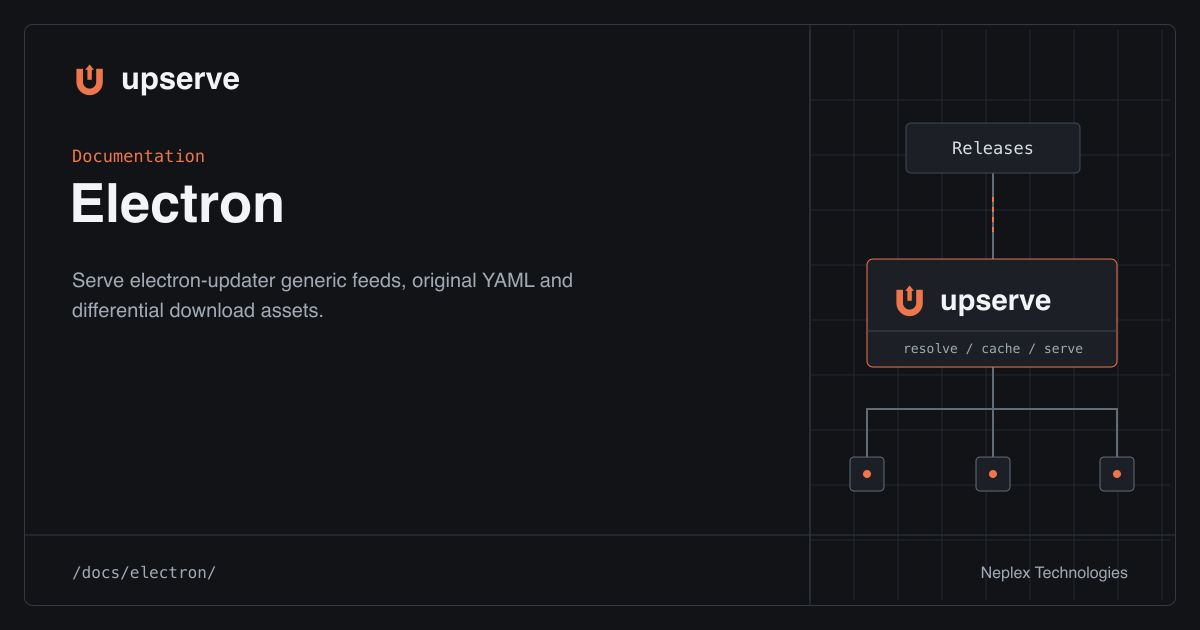 upserve
Documentation
Electron
Serve electron-updater generic feeds, original YAML and
differential download assets.
Releases
upserve
resolve / cache / serve
/docs/electron/
Neplex Technologies